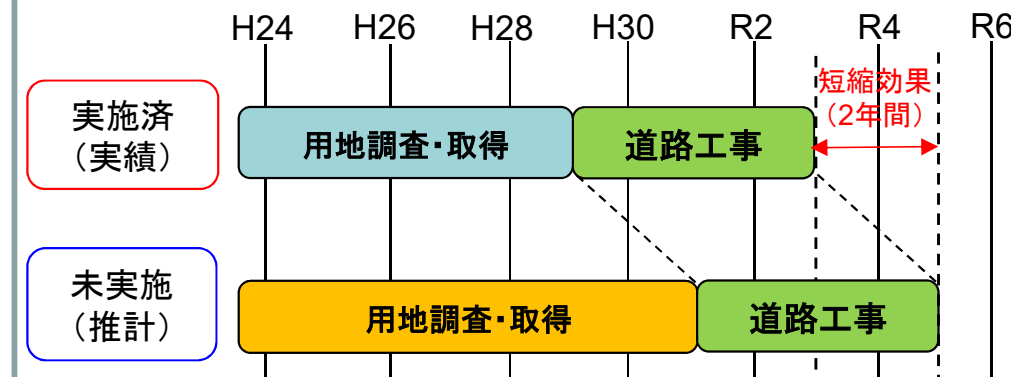 H24 H26 H28 H30 R2 R4 R6
短縮効果
（2年間）
実施済
（実績）
用地調査・取得 道路工事
未実施
（推計）
用地調査・取得 道路工事